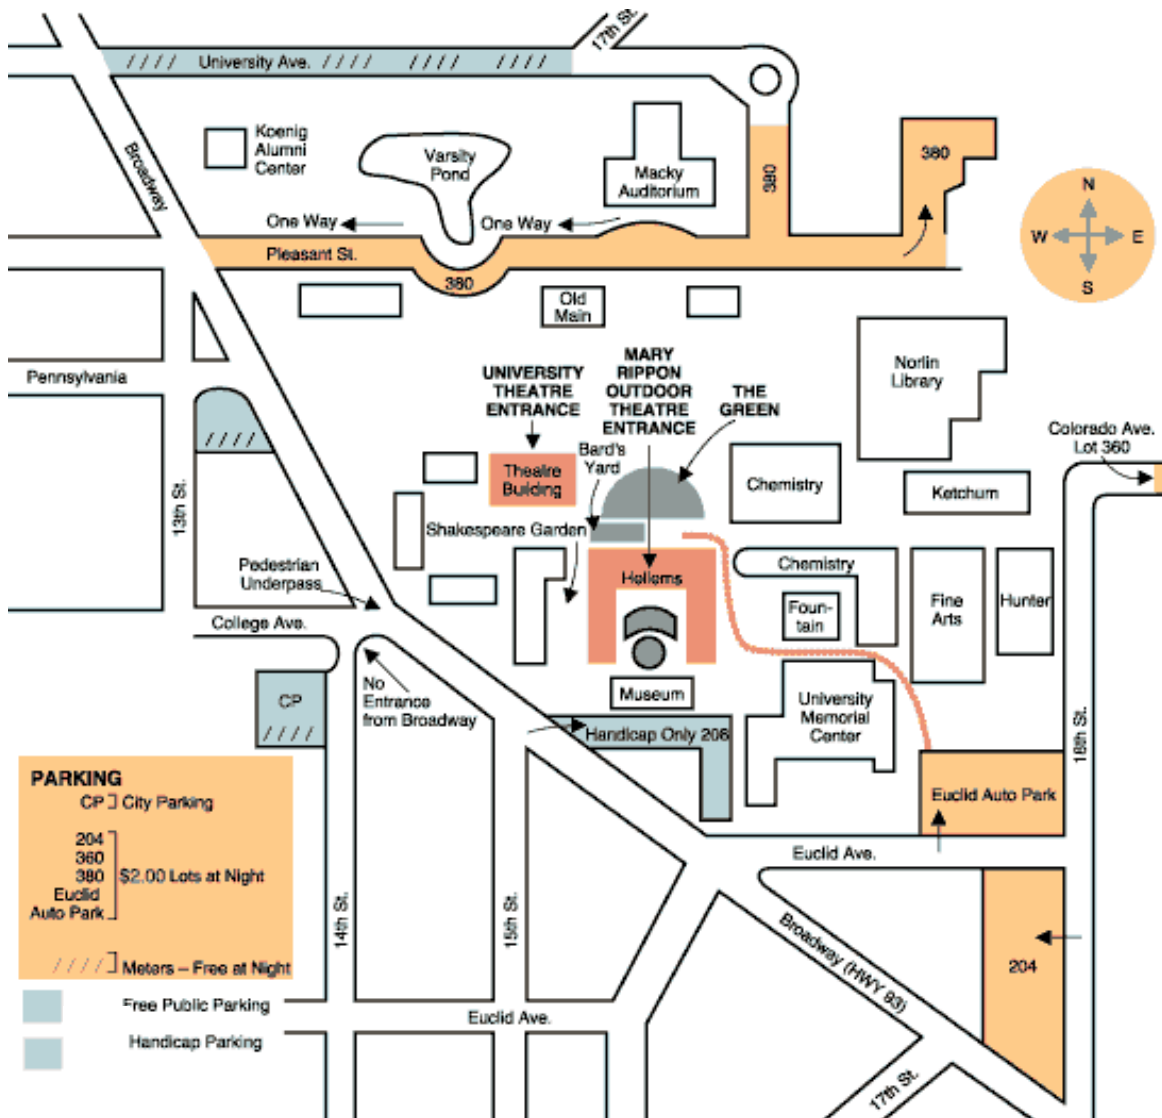 17th St.
University Ave.
Broadway
Koenig
Alumni
Center
Varsity
Pond
Macky
Auditorium
380
380
N
W
E
S
One Way
One Way
Pleasant St.
380
Old
Main
Pennsylvania
UNIVERSITY
THEATRE
ENTRANCE
MARY
RIPPON
OUTDOOR
THEATRE
ENTRANCE
THE
GREEN
Norlin
Library
Colorado Ave.
Lot 360
Bard's
Yard
Theatre
Building
Chemistry
Ketchum
13th St.
Shakespeare Garden
Pedestrian
Underpass
Hellems
Chemistry
Foun-
tain
Fine
Arts
Hunter
College Ave.
CP
No
Entrance
from Broadway
Museum
University
Memorial
Center
Handicap Only 206
18th St.
PARKING
CP City Parking
204
360
380 $2.00 Lots at Night
Euclid
Auto Park
Meters – Free at Night
Free Public Parking
Handicap Parking
Euclid Auto Park
Euclid Ave.
14th St.
15th St.
Broadway (HWY 93)
204
Euclid Ave.
17th St.